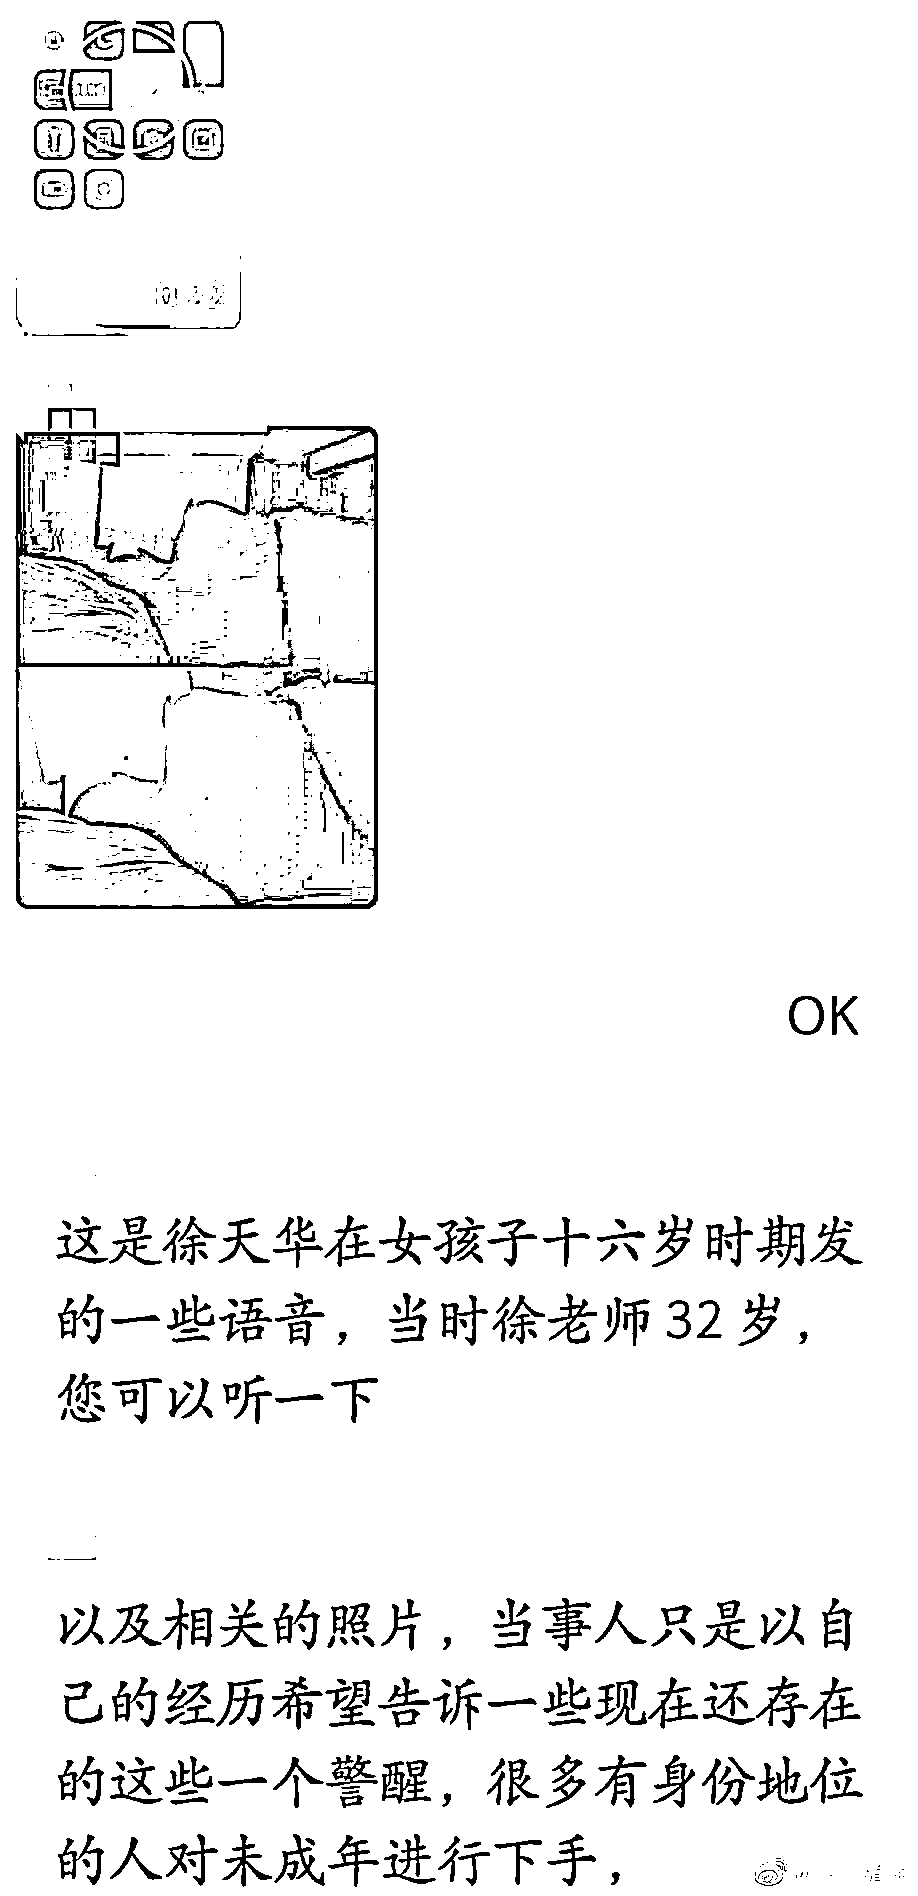 OK
这是徐天华在女孩子十六岁时期发
的一些语音，当时徐老师32岁，
您可以听一下
以及相关的照片，当事人只是以自
己的经历希望告诉一些现在还存在
的这些一个警醒，很多有身份地位
的人对未成年进行下手，